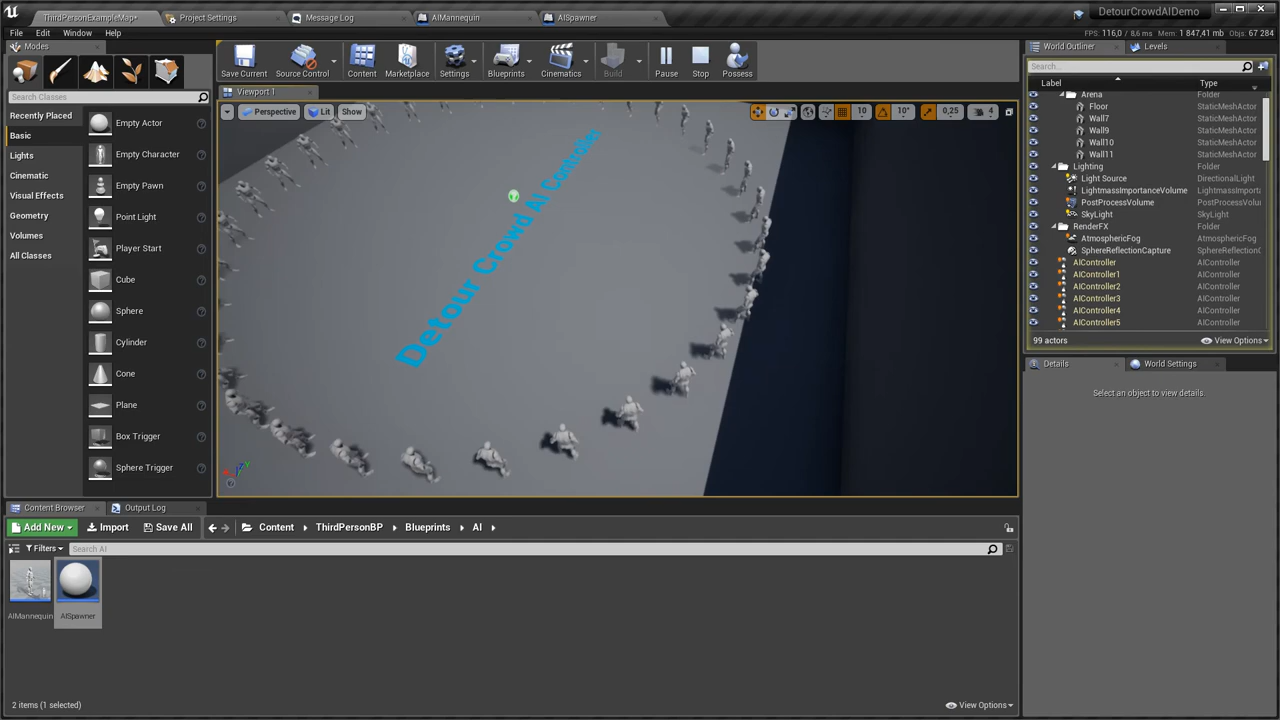 ThirdPersonExampleMap*
Project Settings
Message Log
AIMannequin
AISpawner
DetourCrowdAIDemo
File
Edit
Window
Help
FPS: 116,0 / 8,6 ms
Mem: 1 847,41 mb
Objs: 67 284
Modes
Search Classes
Recently Placed
Basic
Lights
Cinematic
Visual Effects
Geometry
Volumes
All Classes
Empty Actor
Empty Character
Empty Pawn
Point Light
Player Start
Cube
Sphere
Cylinder
Cone
Plane
Box Trigger
Sphere Trigger
Save Current
Source Control
Content
Marketplace
Settings
Blueprints
Cinematics
Build
Pause
Stop
Possess
Viewport 1
Perspective
Lit
Show
10
10°
0,25
4
Detour Crowd AI Controller
World Outliner
Levels
Search...
Label
Type
Arena
Folder
Floor
StaticMeshActor
Wall7
StaticMeshActor
Wall9
StaticMeshActor
Wall10
StaticMeshActor
Wall11
StaticMeshActor
Lighting
Folder
Light Source
DirectionalLight
LightmassImportanceVolume
LightmassImporta
PostProcessVolume
PostProcessVolu
SkyLight
SkyLight
RenderFX
Folder
AtmosphericFog
AtmosphericFog
SphereReflectionCapture
SphereReflection
AIController
AIController
AIController1
AIController
AIController2
AIController
AIController3
AIController
AIController4
AIController
AIController5
AIController
99 actors
View Options
Details
World Settings
Select an object to view details.
Content Browser
Output Log
Add New
Import
Save All
Content
ThirdPersonBP
Blueprints
AI
Filters
Search AI
AIMannequin
AISpawner
2 items (1 selected)
View Options